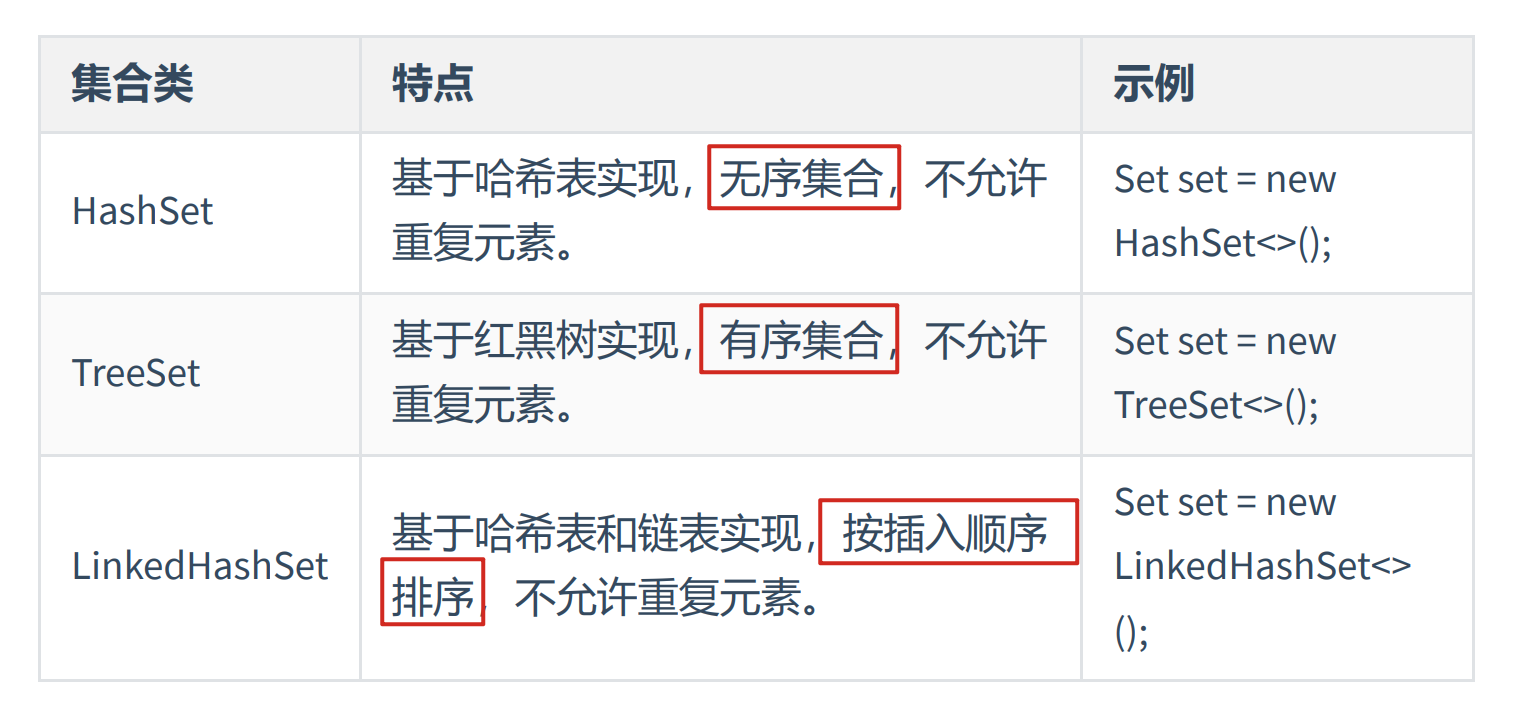 集合类 特点 示例
HashSet
基于哈希表实现，无序集合，不允许
重复元素。
Set set = new
HashSet<>();
TreeSet
基于红黑树实现，有序集合，不允许
重复元素。
Set set = new
TreeSet<>();
LinkedHashSet
基于哈希表和链表实现，按插入顺序
排序，不允许重复元素。
Set set = new
LinkedHashSet<>
();